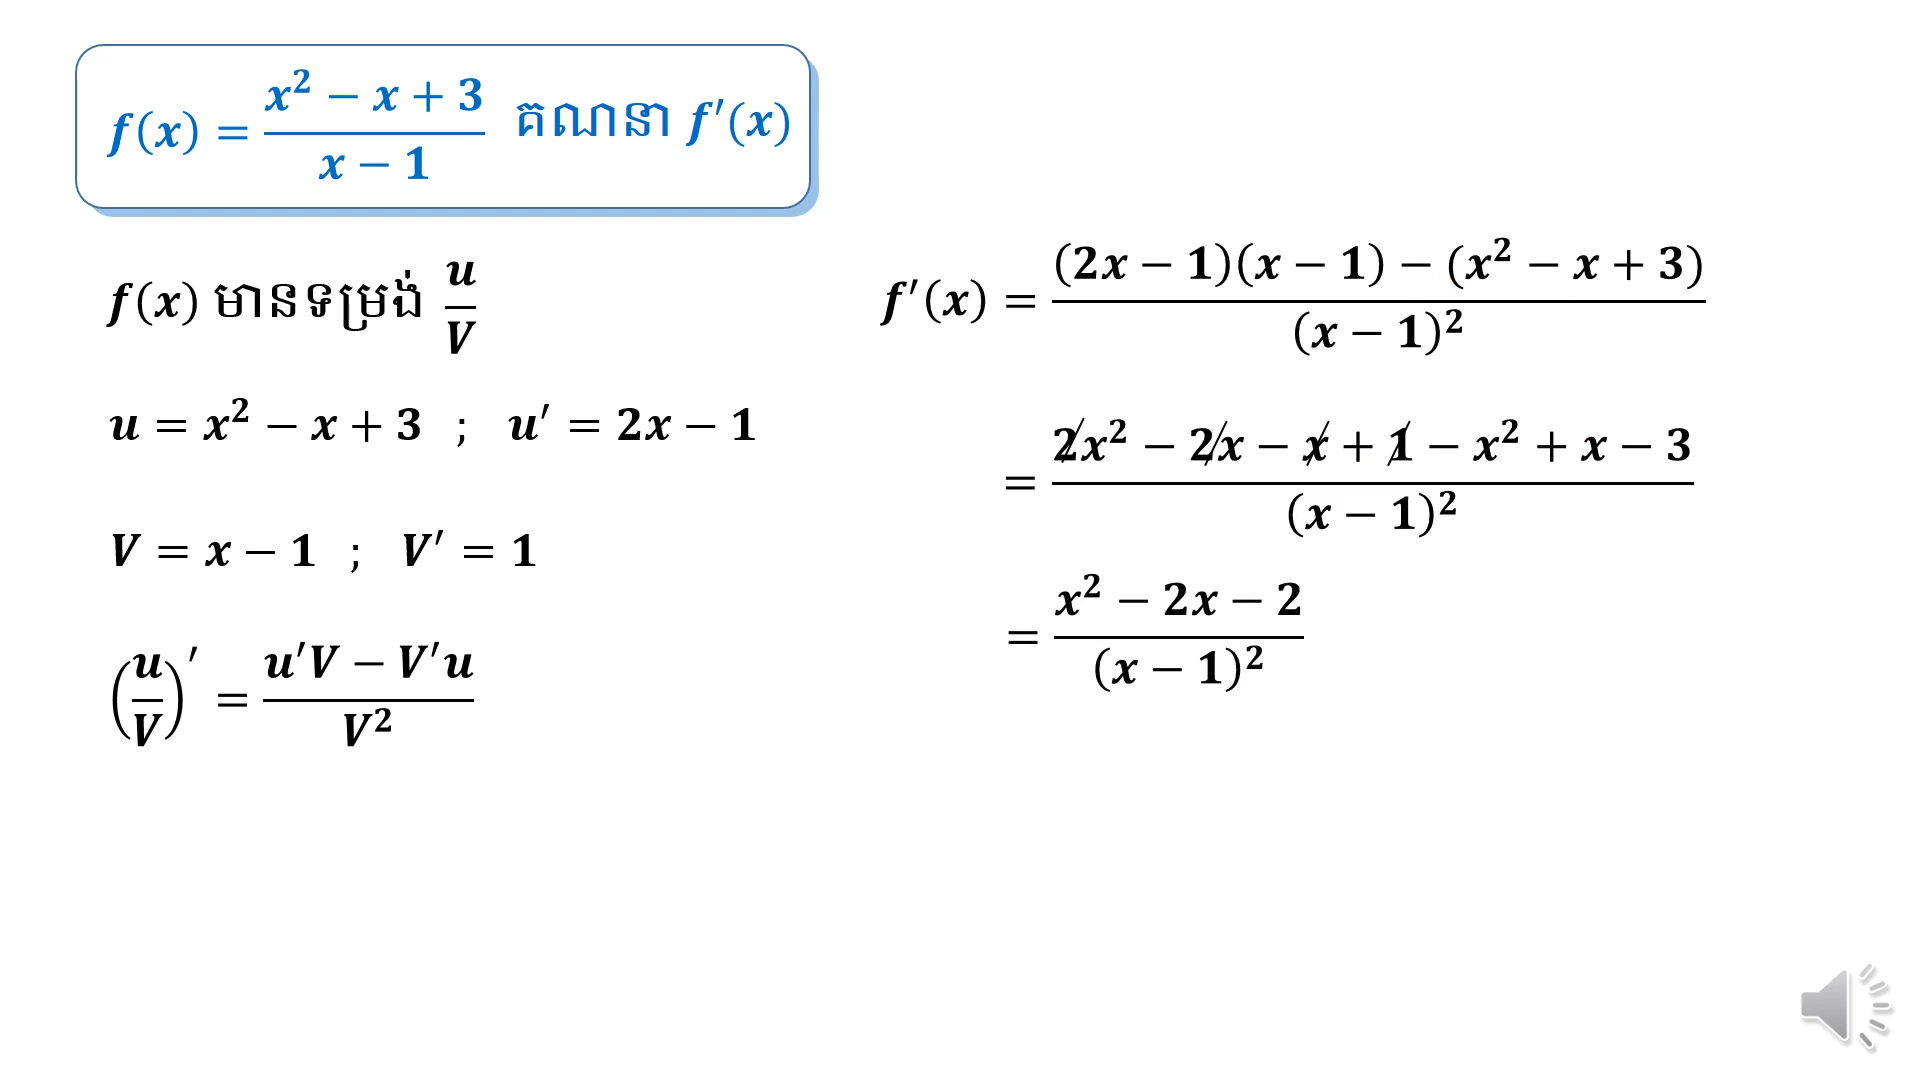 f(x) = (x² − x + 3)/(x − 1) គណនា f′(x)
f(x) មានទម្រង់ u/V
u = x² − x + 3 ; u′ = 2x − 1
V = x − 1 ; V′ = 1
(u/V)′ = (u′V − V′u)/V²
f′(x) = ((2x − 1)(x − 1) − (x² − x + 3))/(x − 1)²
= (2x² − 2x − x + 1 − x² + x − 3)/(x − 1)²
= (x² − 2x − 2)/(x − 1)²